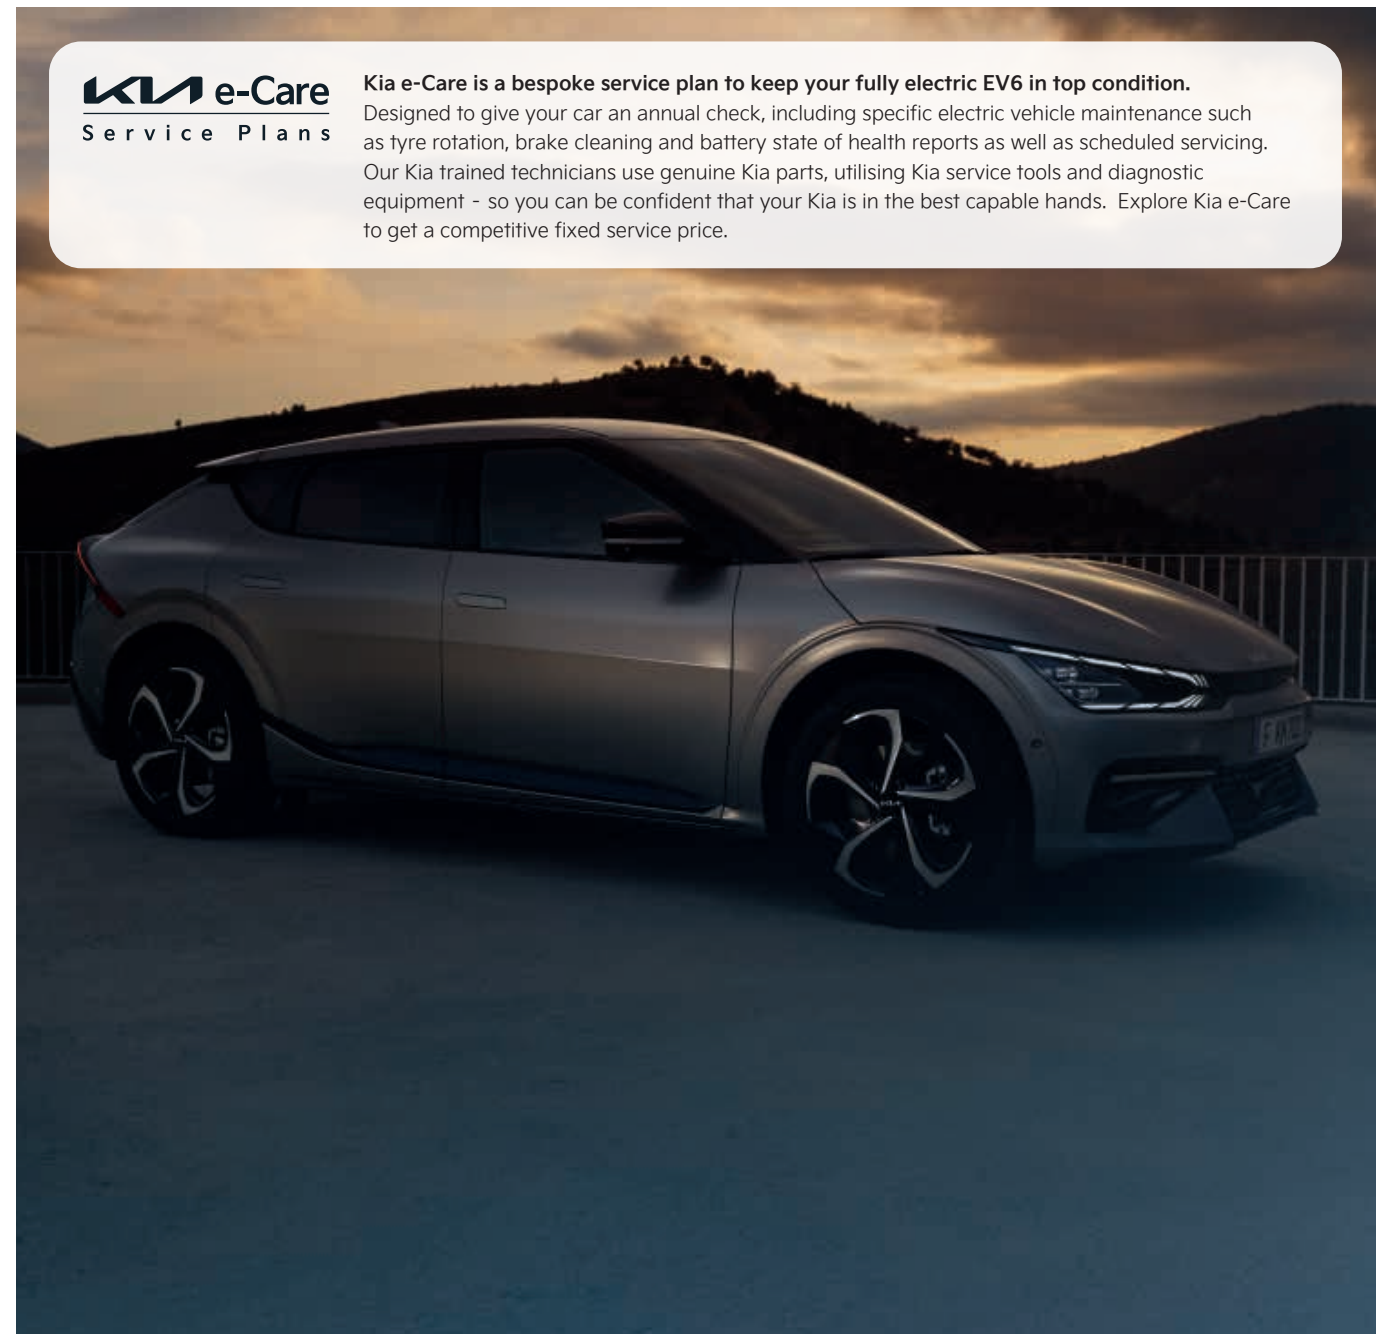 KIA e-Care
Service Plans
Kia e-Care is a bespoke service plan to keep your fully electric EV6 in top condition.
Designed to give your car an annual check, including specific electric vehicle maintenance such
as tyre rotation, brake cleaning and battery state of health reports as well as scheduled servicing.
Our Kia trained technicians use genuine Kia parts, utilising Kia service tools and diagnostic
equipment - so you can be confident that your Kia is in the best capable hands.  Explore Kia e-Care
to get a competitive fixed service price.